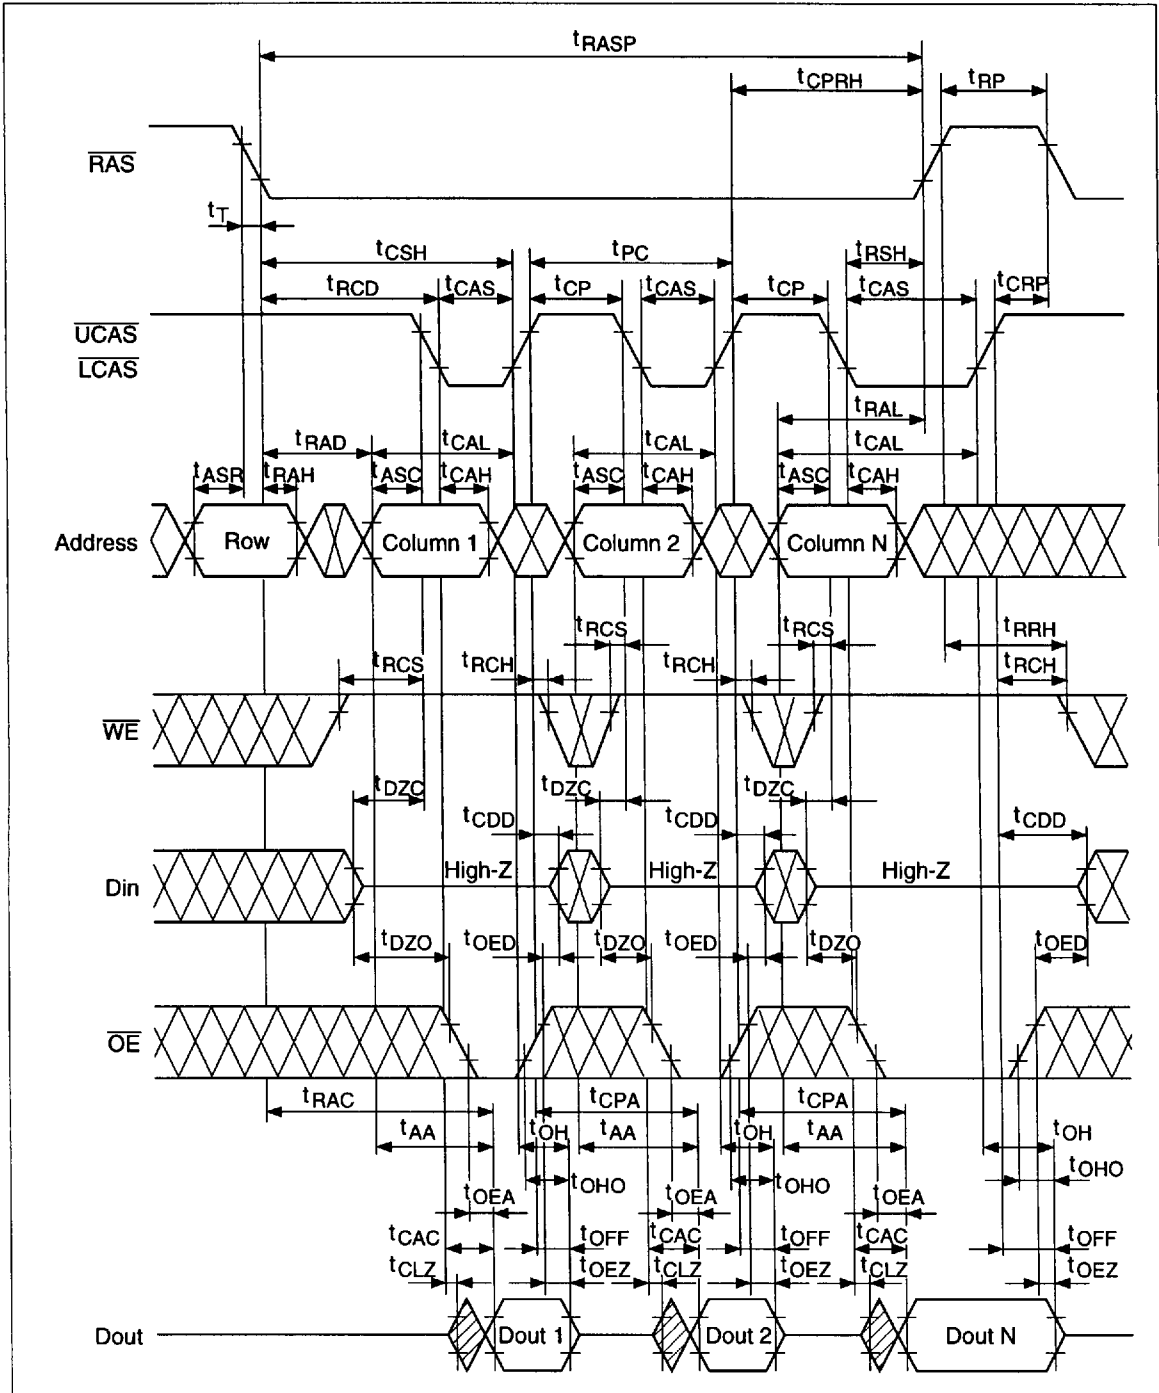 tRASP
tCPRH tRP
RAS
tT
tCSH tPC tRSH
tRCD tCAS tCP tCAS tCP tCAS tCRP
UCAS
LCAS
tRAL
tRAD tCAL tCAL tCAL
tASR tRAH tASC tCAH tASC tCAH tASC tCAH
Address Row Column 1 Column 2 Column N
tRCS tRCS tRRH
tRCS tRCH tRCH tRCH
WE
tDZC tDZC tDZC
tCDD tCDD tCDD
Din High-Z High-Z High-Z
tDZO tOED tDZO tOED tDZO tOED
OE
tRAC tCPA tCPA
tAA tOH tAA tOH tAA tOH
tOHO tOHO tOHO
tOEA tOEA tOEA
tCAC tOFF tCAC tOFF tCAC tOFF
tCLZ tOEZ tCLZ tOEZ tCLZ tOEZ
Dout Dout 1 Dout 2 Dout N